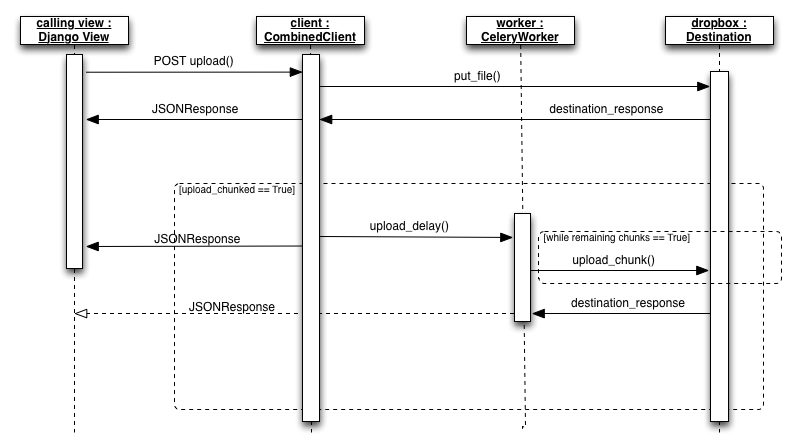 calling view :
Django View
client :
CombinedClient
worker :
CeleryWorker
dropbox :
Destination
POST upload()
put_file()
JSONResponse
destination_response
[upload_chunked == True]
upload_delay()
[while remaining chunks == True]
JSONResponse
upload_chunk()
JSONResponse
destination_response